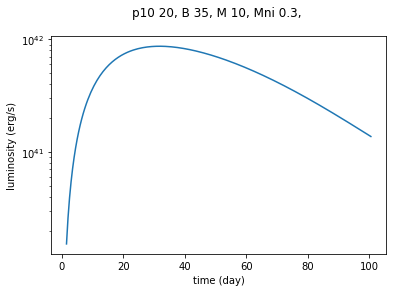 p10 20, B 35, M 10, Mni 0.3,
10^42
10^41
luminosity (erg/s)
0 20 40 60 80 100
time (day)